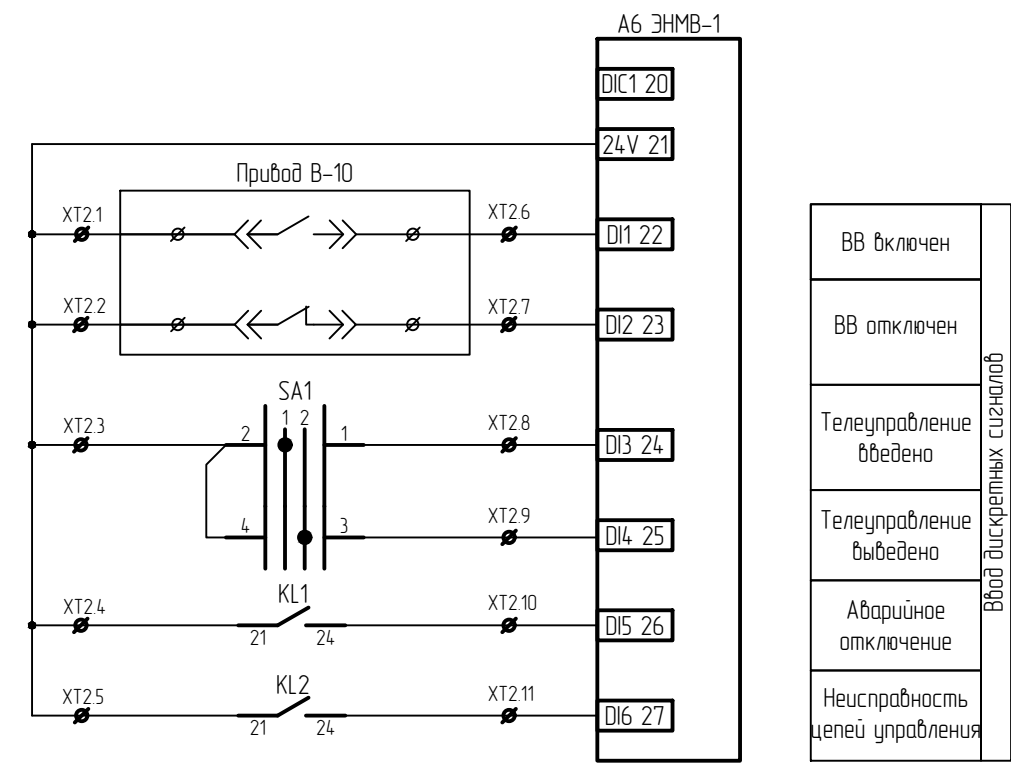 А6 ЭНМВ-1
DIC1 20
24V 21
Привод В-10
XT2.1
XT2.6
DI1 22
XT2.2
XT2.7
DI2 23
SA1
1 2
XT2.3
2
1
XT2.8
DI3 24
4
3
XT2.9
DI4 25
KL1
XT2.4
21
24
XT2.10
DI5 26
KL2
XT2.5
21
24
XT2.11
DI6 27
ВВ включен
ВВ отключен
Телеуправление
введено
Телеуправление
выведено
Аварийное
отключение
Неисправность
цепей управления
Ввод дискретных сигналов